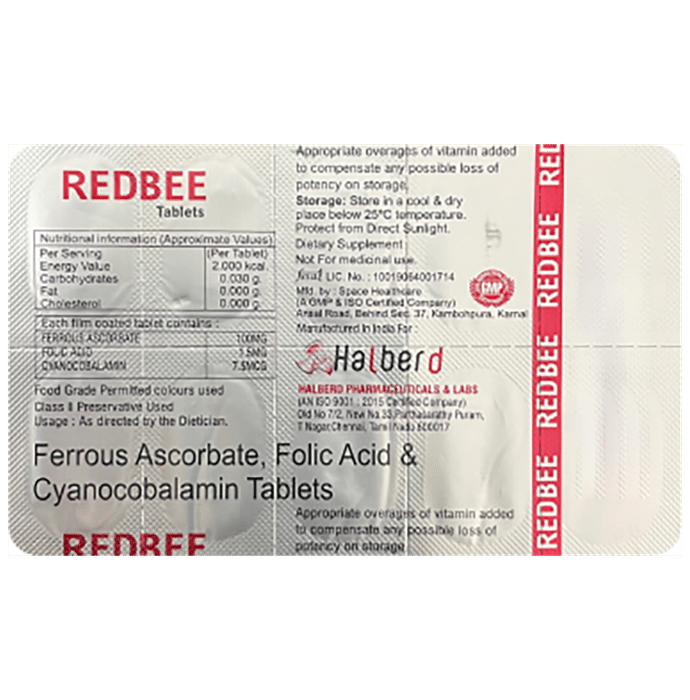 REDBEE
Tablets
Nutritional information (Approximate Values)
Per Serving (Per Tablet)
Energy Value 2.000 kcal.
Carbohydrates 0.030 g.
Fat 0.000 g.
Cholesterol 0.000 g.
Each film coated tablet contains :
FERROUS ASCORBATE 100MG
FOLIC ACID 1.5MG
CYANOCOBALAMIN 7.5MCG
Food Grade Permitted colours used
Class II Preservative Used
Usage : As directed by the Dietician.
Ferrous Ascorbate, Folic Acid &
Cyanocobalamin Tablets
REDBEE
Appropriate overages of vitamin added
to compensate any possible loss of
potency on storage.
Storage: Store in a cool & dry
place below 25°C temperature.
Protect from Direct Sunlight.
Dietary Supplement
Not For medicinal use.
fssai LIC. No. : 10019064001714
Mfd. by : Space Healthcare
(A GMP & ISO Certified Company)
Ansal Road, Behind Sec. 37, Kambohpura, Karnal
Manufactured in India For :
GMP
Halberd
HALBERD PHARMACEUTICALS & LABS
(AN ISO 9001 : 2015 Certified Company)
Old No 7/2, New No.33,Parthasarathy Puram,
T Nagar,Chennai, Tamil Nadu 600017
Appropriate overages of vitamin added
to compensate any possible loss of
potency on storage
RED
REDBEE
REDBEE
REDBEE